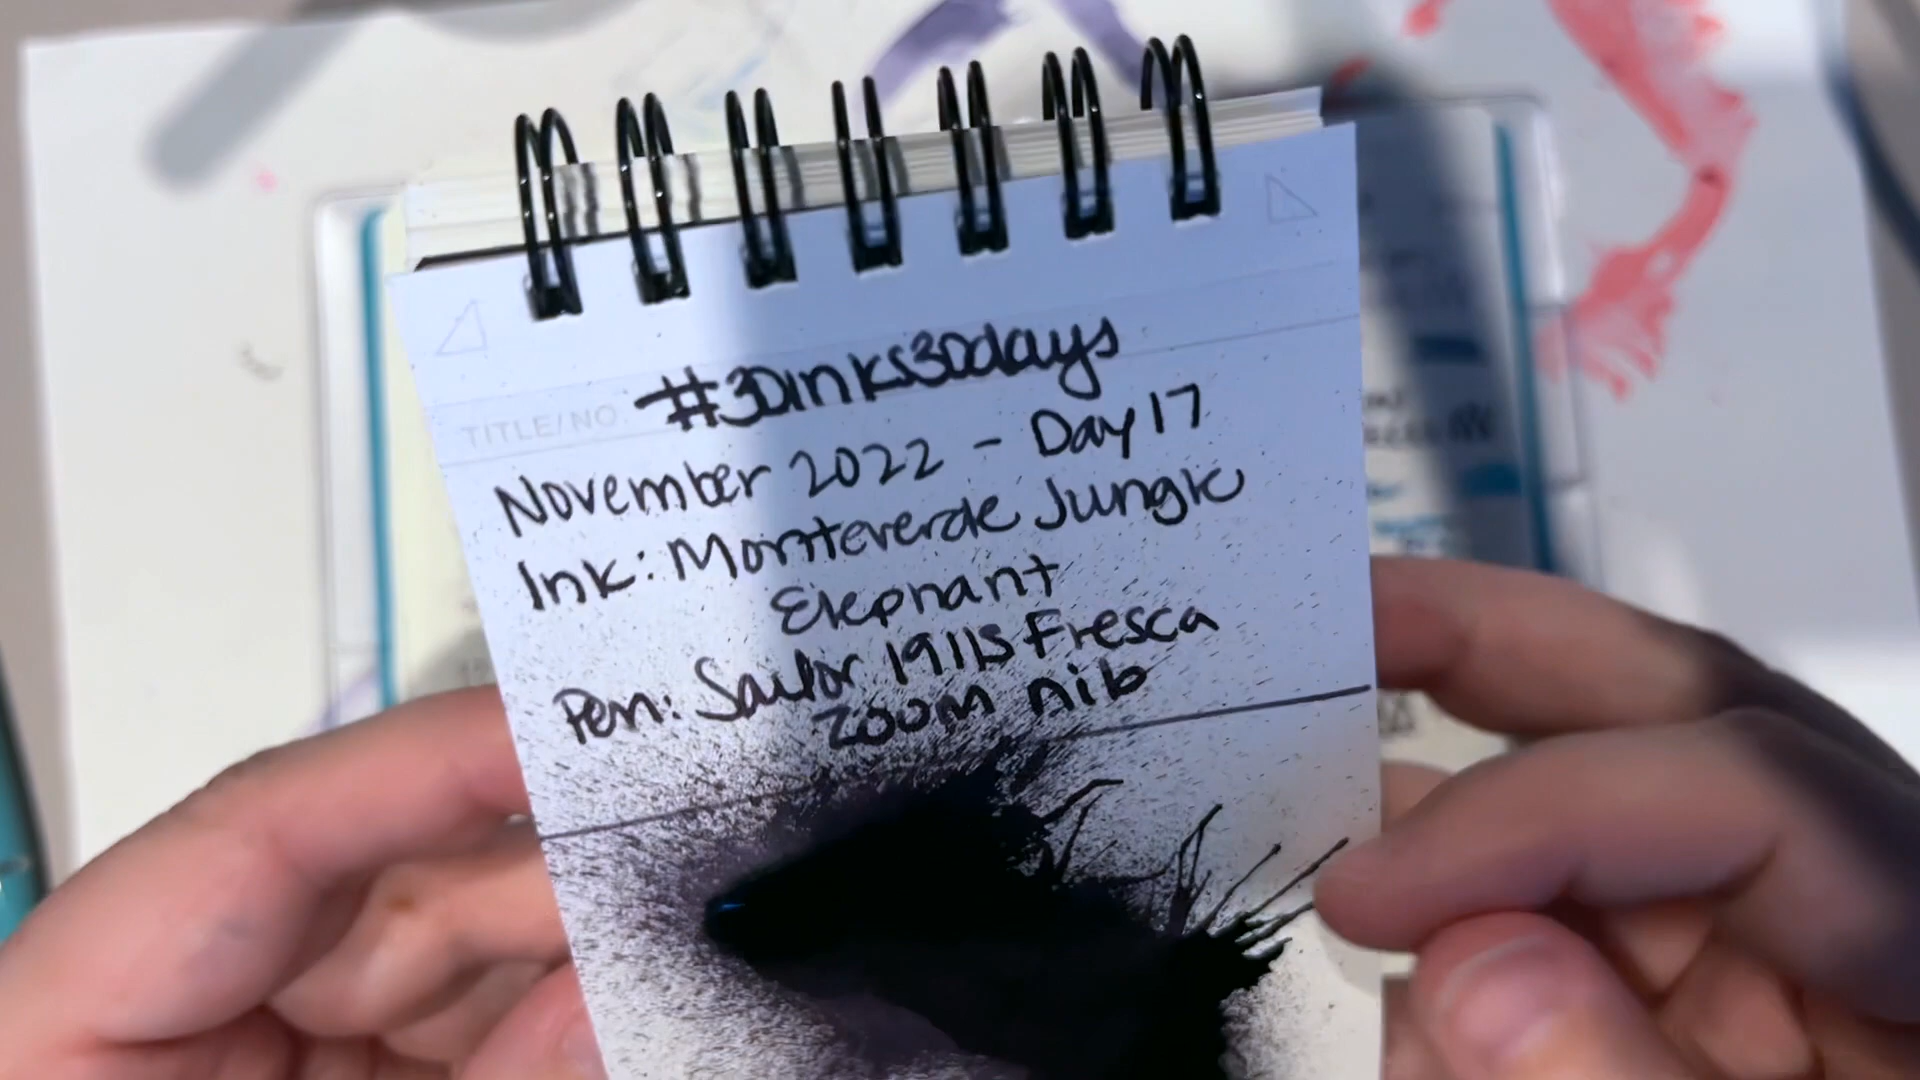 TITLE/NO.
#30inks30days
November 2022 - Day 17
Ink: Monteverde Jungle
Elephant
Pen: Sailor 1911s Fresca
Zoom nib